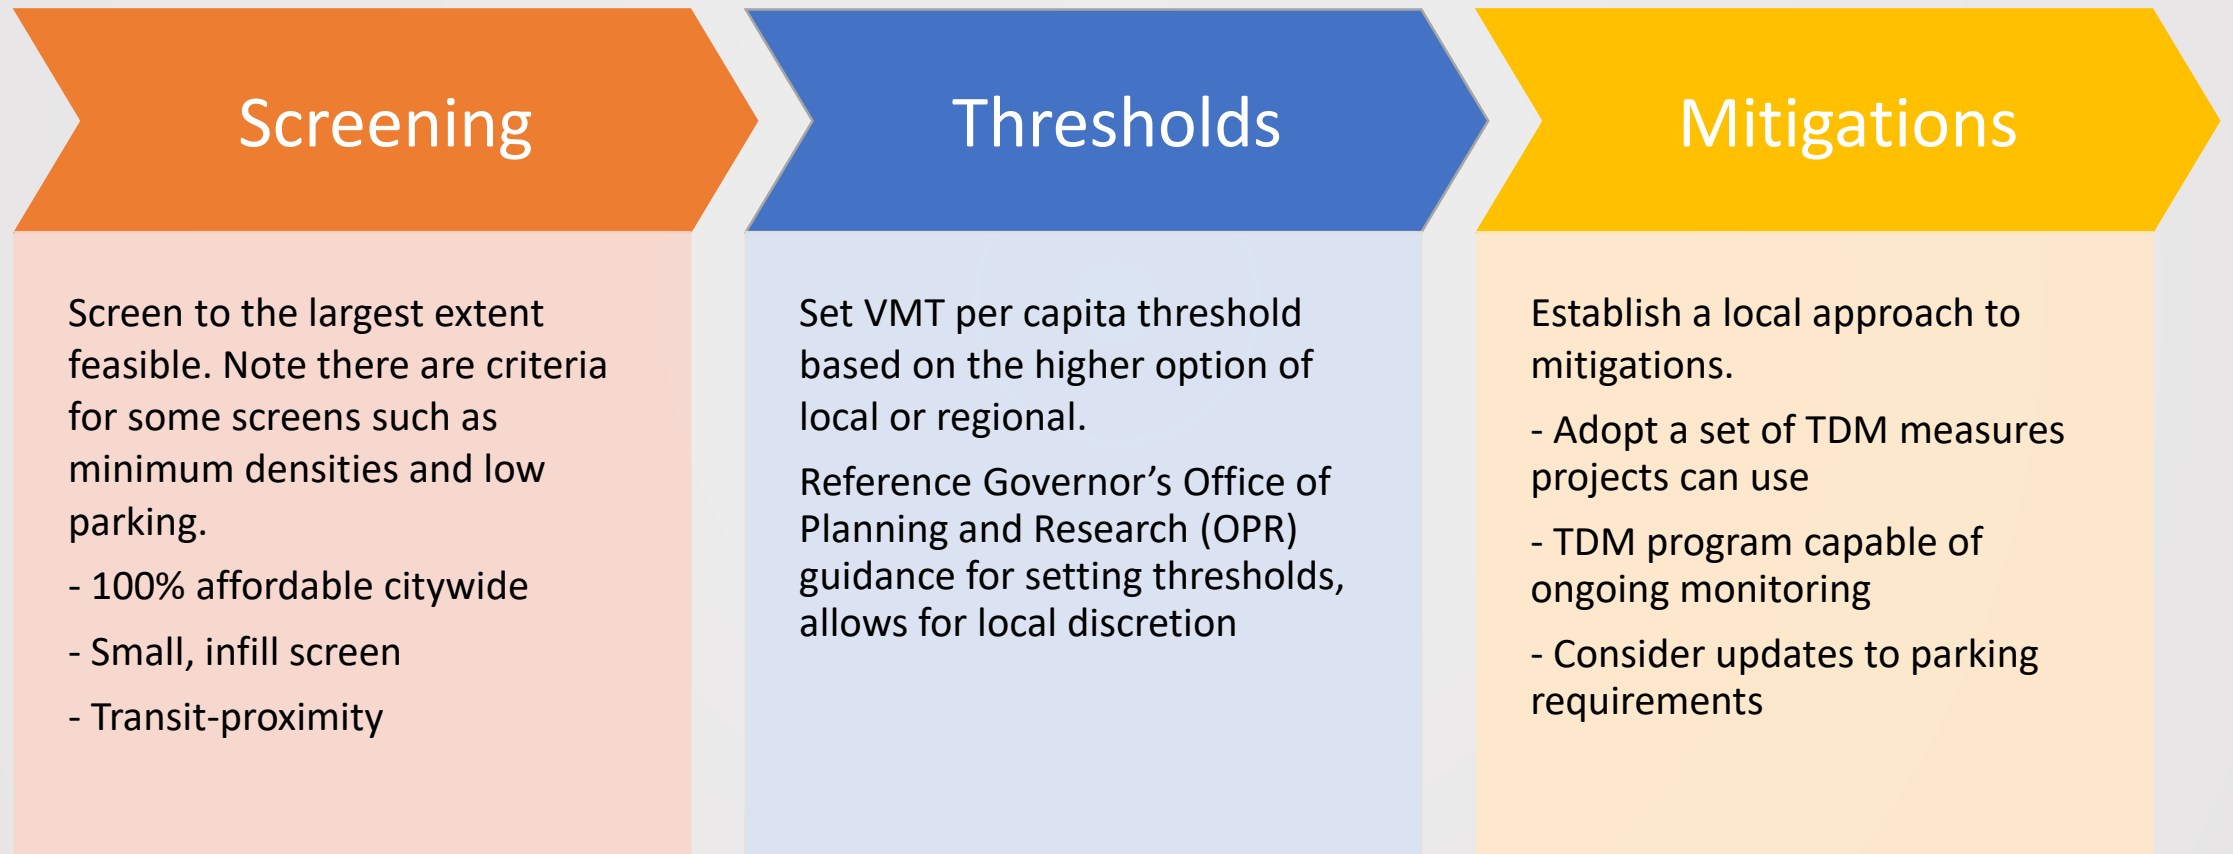 Screening
Screen to the largest extent
feasible. Note there are criteria
for some screens such as
minimum densities and low
parking.
- 100% affordable citywide
- Small, infill screen
- Transit-proximity
Thresholds
Set VMT per capita threshold
based on the higher option of
local or regional.
Reference Governor’s Office of
Planning and Research (OPR)
guidance for setting thresholds,
allows for local discretion
Mitigations
Establish a local approach to
mitigations.
- Adopt a set of TDM measures
projects can use
- TDM program capable of
ongoing monitoring
- Consider updates to parking
requirements